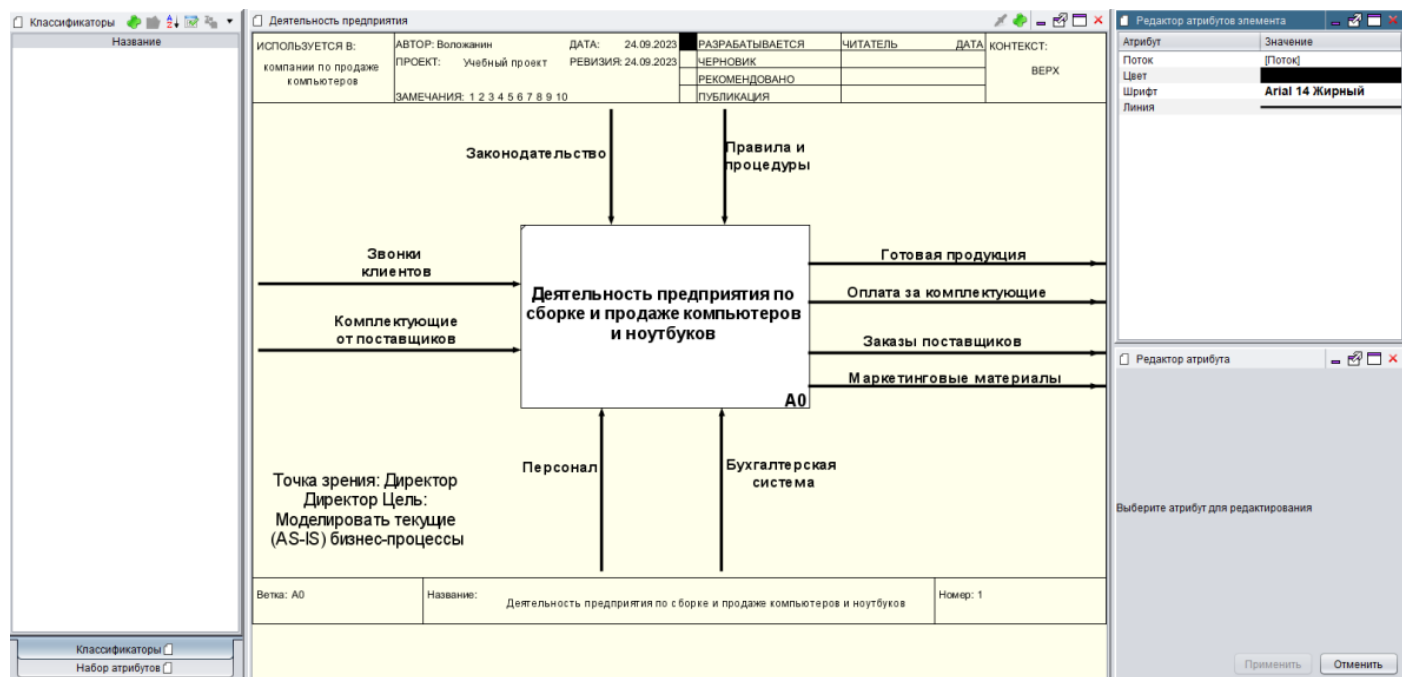 Классификаторы
Название
Классификаторы
Набор атрибутов
Деятельность предприятия
ИСПОЛЬЗУЕТСЯ В:
компании по продаже
компьютеров
АВТОР: Воложанин
ДАТА: 24.09.2023
ПРОЕКТ: Учебный проект
РЕВИЗИЯ: 24.09.2023
ЗАМЕЧАНИЯ: 1 2 3 4 5 6 7 8 9 10
РАЗРАБАТЫВАЕТСЯ
ЧЕРНОВИК
РЕКОМЕНДОВАНО
ПУБЛИКАЦИЯ
ЧИТАТЕЛЬ
ДАТА
КОНТЕКСТ:
ВЕРХ
Законодательство
Правила и
процедуры
Звонки
клиентов
Комплектующие
от поставщиков
Деятельность предприятия по
сборке и продаже компьютеров
и ноутбуков
A0
Готовая продукция
Оплата за комплектующие
Заказы поставщиков
Маркетинговые материалы
Персонал
Бухгалтерская
система
Точка зрения: Директор
Директор Цель:
Моделировать текущие
(AS-IS) бизнес-процессы
Ветка: A0
Название:
Деятельность предприятия по сборке и продаже компьютеров и ноутбуков
Номер: 1
Редактор атрибутов элемента
Атрибут Значение
Поток [Поток]
Цвет
Шрифт Arial 14 Жирный
Линия
Редактор атрибута
Выберите атрибут для редактирования
Применить
Отменить